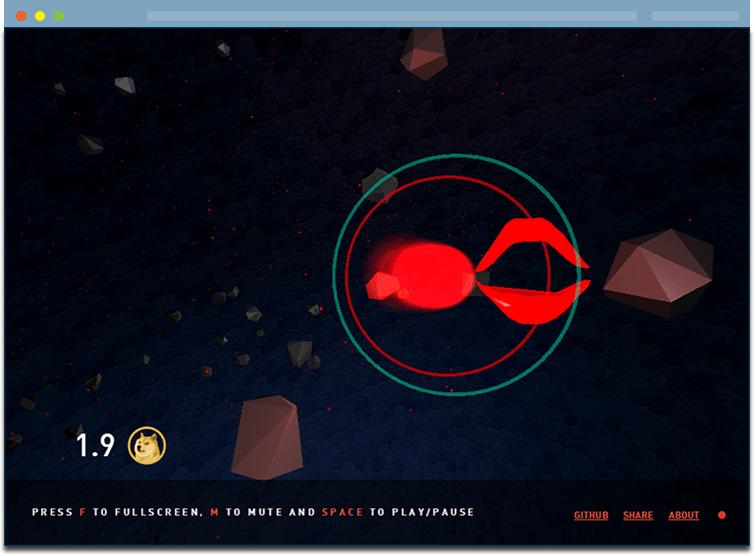 1.9
PRESS F TO FULLSCREEN, M TO MUTE AND SPACE TO PLAY/PAUSE
GITHUB SHARE ABOUT